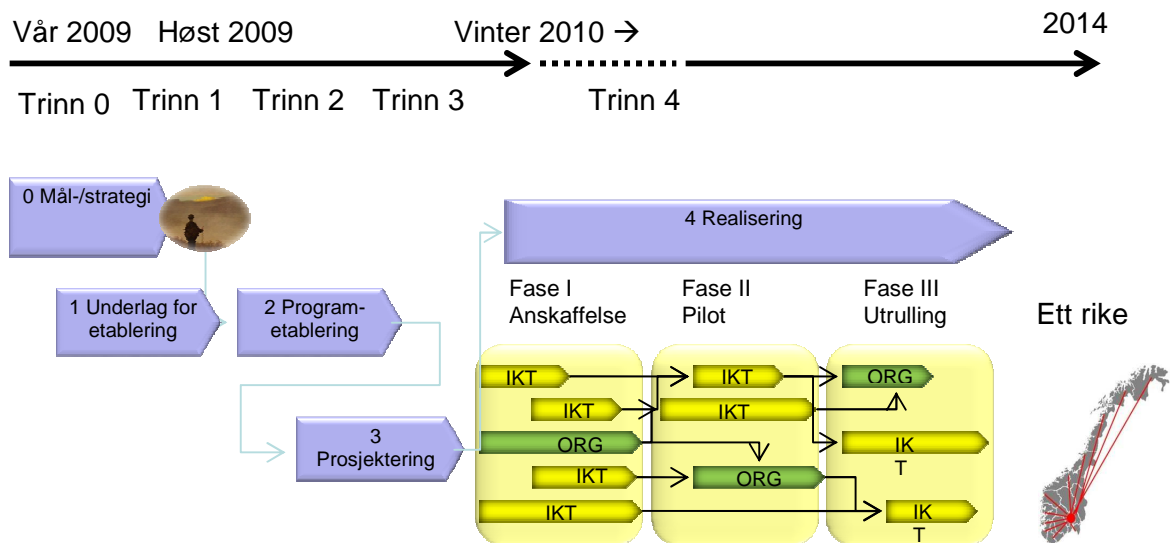 Vår 2009 Høst 2009 Vinter 2010 → 2014
Trinn 0 Trinn 1 Trinn 2 Trinn 3 Trinn 4
0 Mål-/strategi
4 Realisering
1 Underlag for
etablering
2 Program-
etablering
3
Prosjektering
Fase I
Anskaffelse
Fase II
Pilot
Fase III
Utrulling
Ett rike
IKT IKT ORG
IKT IKT
ORG IK
T
IKT ORG
IKT IK
T